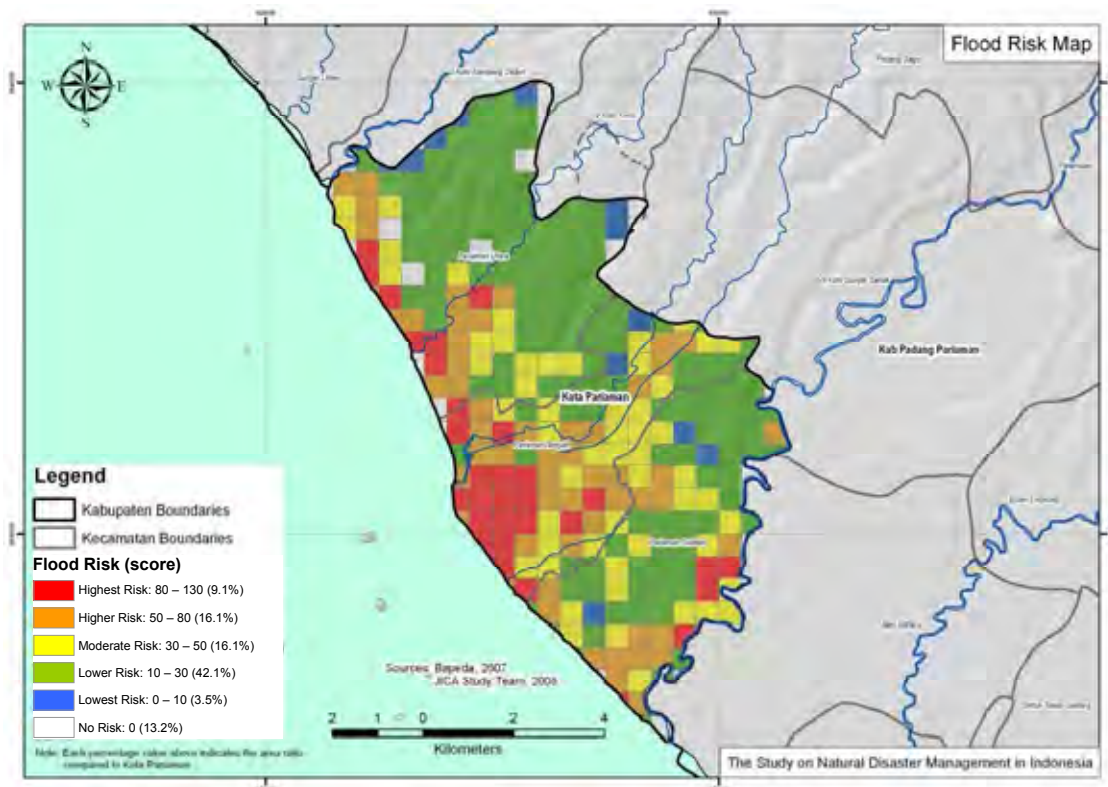 Flood Risk Map
N
W E
S
Kab Padang Pariaman
Kota Pariaman
Legend
Kabupaten Boundaries
Kecamatan Boundaries
Flood Risk (score)
Highest Risk: 80 – 130 (9.1%)
Higher Risk: 50 – 80 (16.1%)
Moderate Risk: 30 – 50 (16.1%)
Lower Risk: 10 – 30 (42.1%)
Lowest Risk: 0 – 10 (3.5%)
No Risk: 0 (13.2%)
Note: Each percentage value above indicates the area ratio
compared to Kota Pariaman
Sources: Bapeda, 2007
JICA Study Team, 2008
2 1 0 2 4
Kilometers
The Study on Natural Disaster Management in Indonesia